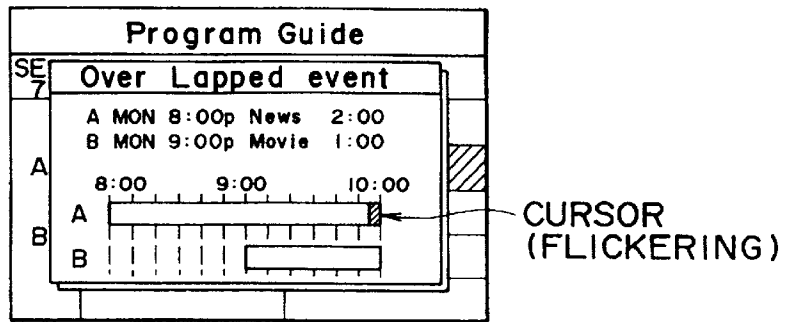 Program Guide
SE
7
Over Lapped event
A MON 8:00p News 2:00
B MON 9:00p Movie 1:00
A
8:00 9:00 10:00
A
CURSOR
(FLICKERING)
B
B